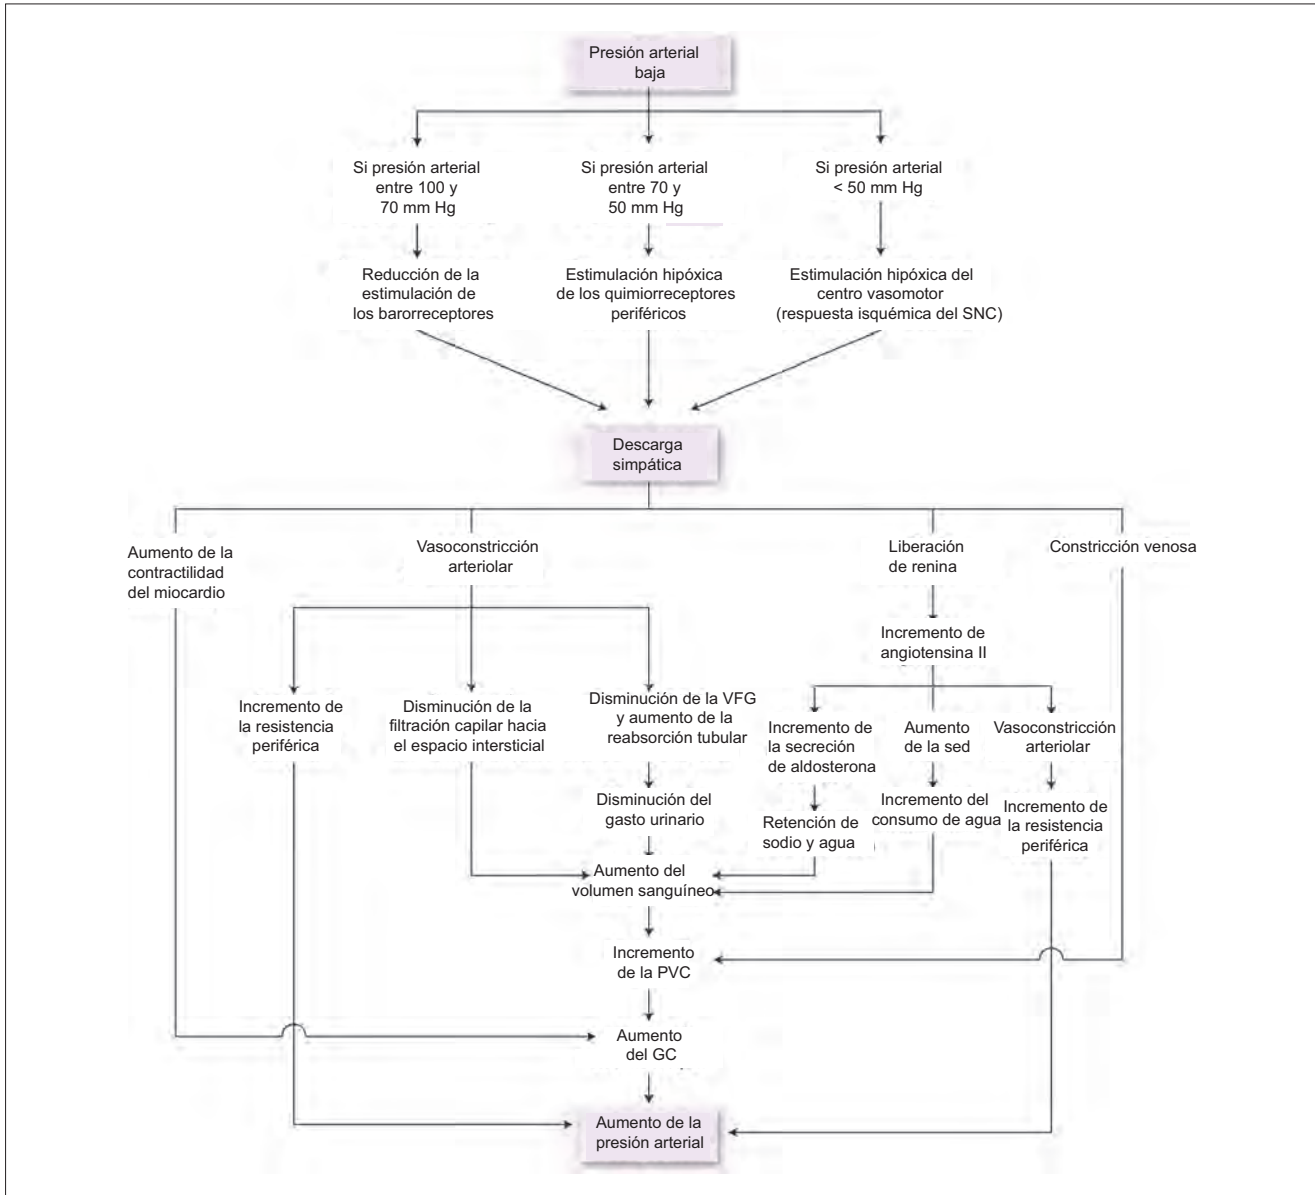 Presión arterial
baja
Si presión arterial
entre 100 y
70 mm Hg
Si presión arterial
entre 70 y
50 mm Hg
Si presión arterial
< 50 mm Hg
Reducción de la
estimulación de
los barorreceptores
Estimulación hipóxica
de los quimiorreceptores
periféricos
Estimulación hipóxica del
centro vasomotor
(respuesta isquémica del SNC)
Descarga
simpática
Aumento de la
contractilidad
del miocardio
Vasoconstricción
arteriolar
Liberación
de renina
Constricción venosa
Incremento de
angiotensina II
Incremento de
la resistencia
periférica
Disminución de la
filtración capilar hacia
el espacio intersticial
Disminución de la VFG
y aumento de la
reabsorción tubular
Incremento de
la secreción
de aldosterona
Aumento
de la sed
Vasoconstricción
arteriolar
Disminución del
gasto urinario
Retención de
sodio y agua
Incremento del
consumo de agua
Incremento de
la resistencia
periférica
Aumento del
volumen sanguíneo
Incremento
de la PVC
Aumento
del GC
Aumento de la
presión arterial